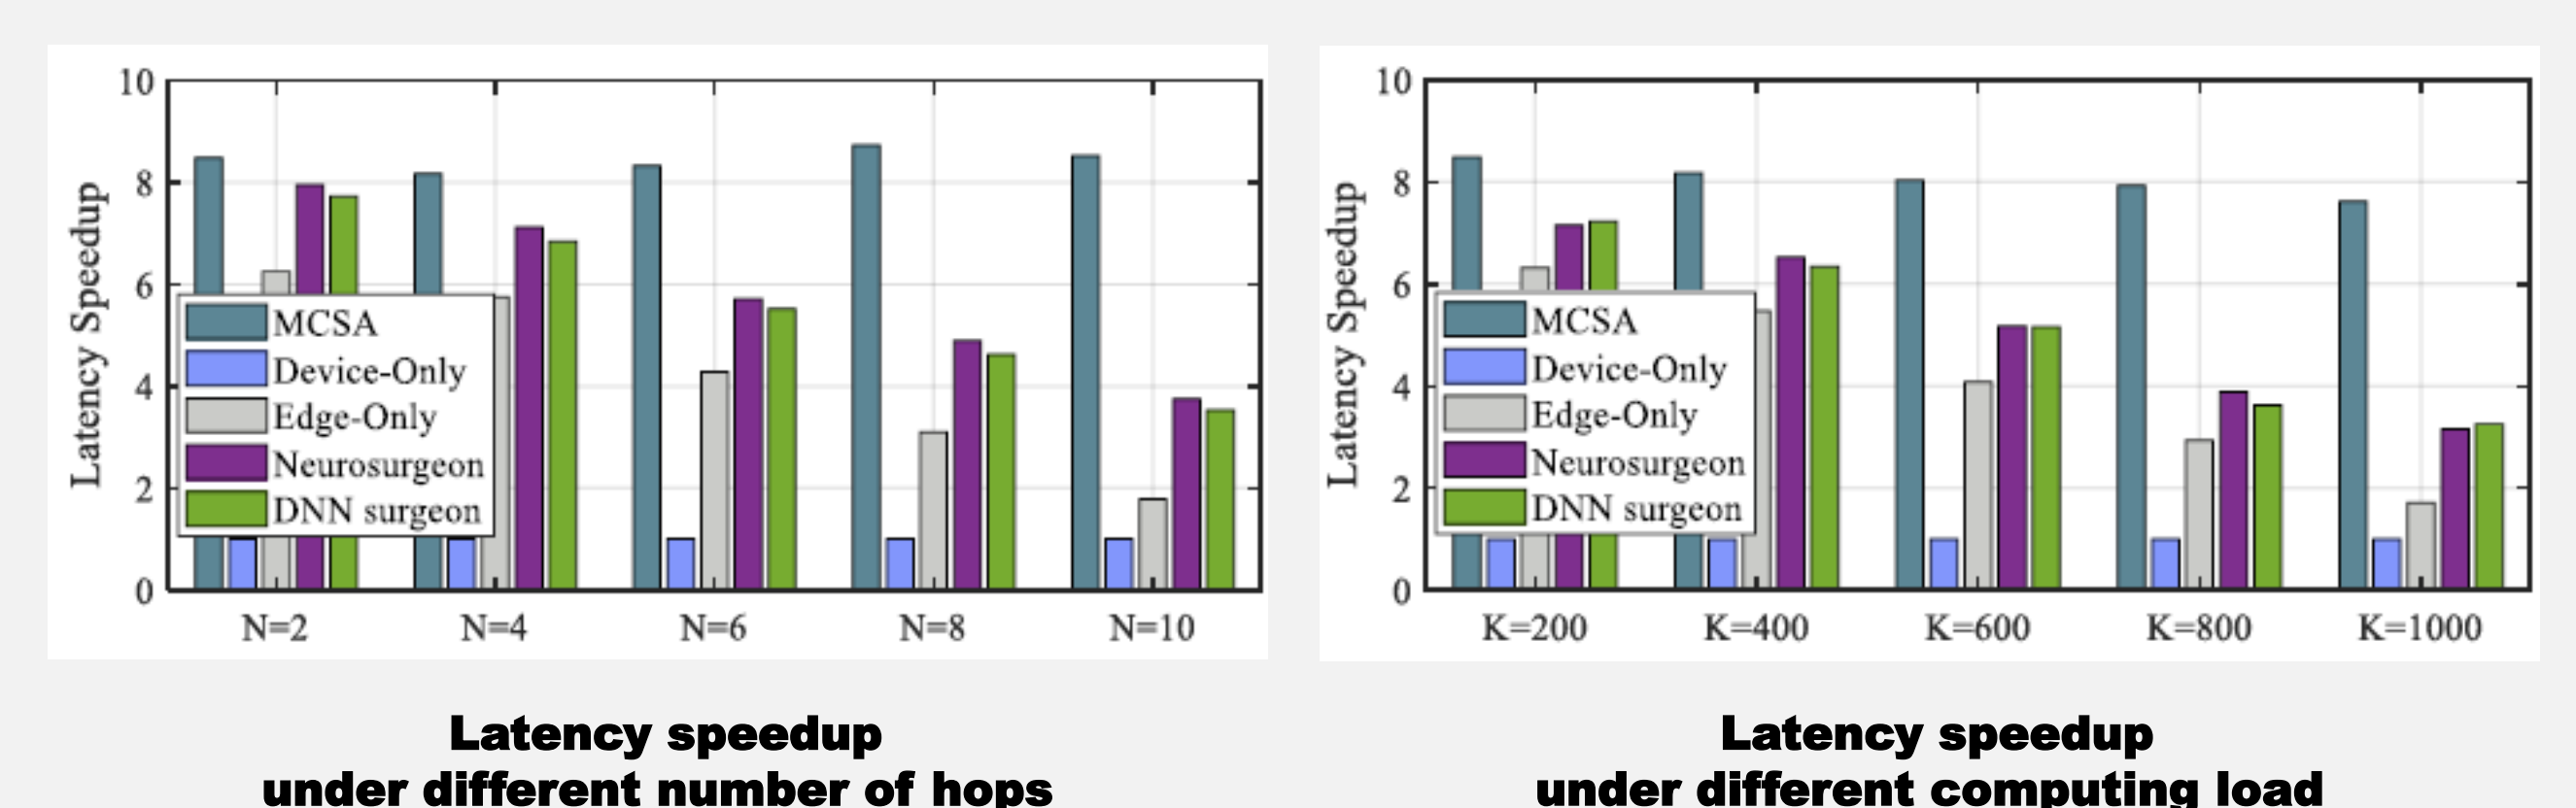 10
8
6
4
2
0
Latency Speedup
MCSA
Device-Only
Edge-Only
Neurosurgeon
DNN surgeon
N=2 N=4 N=6 N=8 N=10
Latency speedup
under different number of hops
10
8
6
4
2
0
Latency Speedup
MCSA
Device-Only
Edge-Only
Neurosurgeon
DNN surgeon
K=200 K=400 K=600 K=800 K=1000
Latency speedup
under different computing load